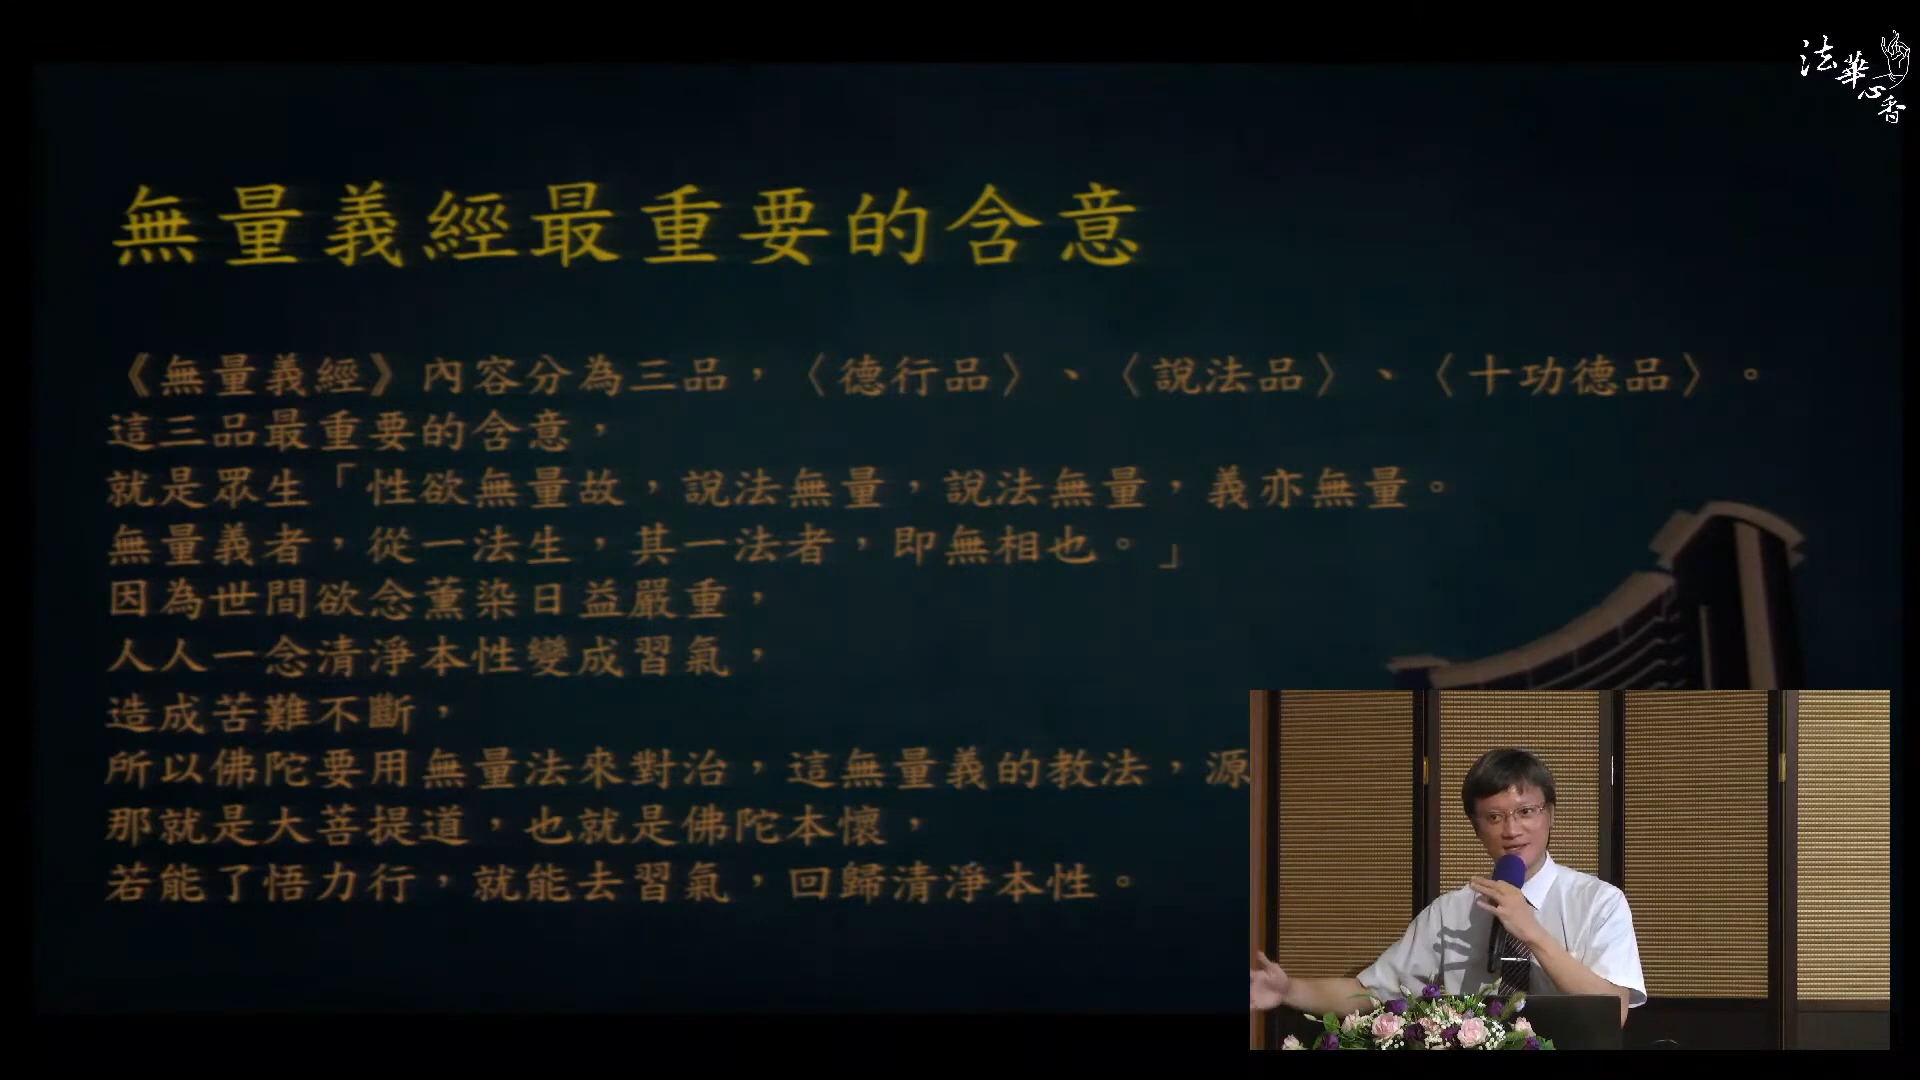 法華心香
無量義經最重要的含意
《無量義經》內容分為三品，〈德行品〉、〈說法品〉、〈十功德品〉。
這三品最重要的含意，
就是眾生「性欲無量故，說法無量，說法無量，義亦無量。
無量義者，從一法生，其一法者，即無相也。」
因為世間欲念薰染日益嚴重，
人人一念清淨本性變成習氣，
造成苦難不斷，
所以佛陀要用無量法來對治，這無量義的教法，源
那就是大菩提道，也就是佛陀本懷，
若能了悟力行，就能去習氣，回歸清淨本性。